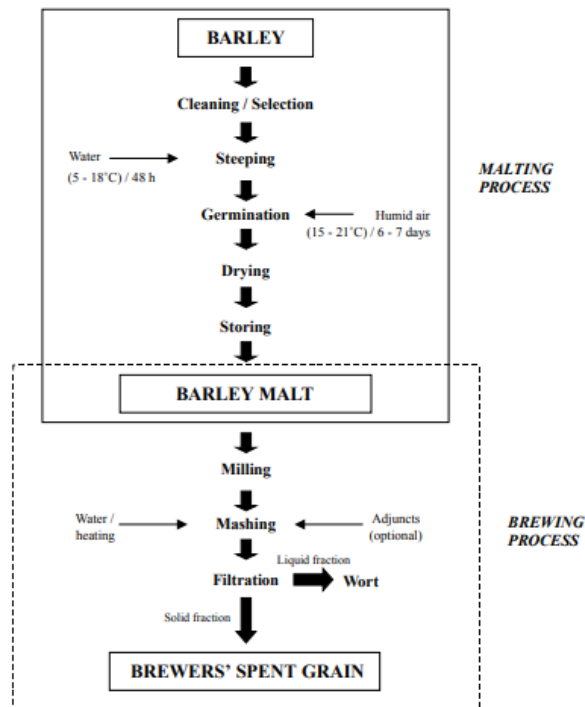 BARLEY
Cleaning / Selection
Water
(5 - 18˚C) / 48 h
Steeping
MALTING
PROCESS
Germination
Humid air
(15 - 21˚C) / 6 - 7 days
Drying
Storing
BARLEY MALT
Milling
Water /
heating
Mashing
Adjuncts
(optional)
BREWING
PROCESS
Filtration
Liquid fraction
Wort
Solid fraction
BREWERS’ SPENT GRAIN